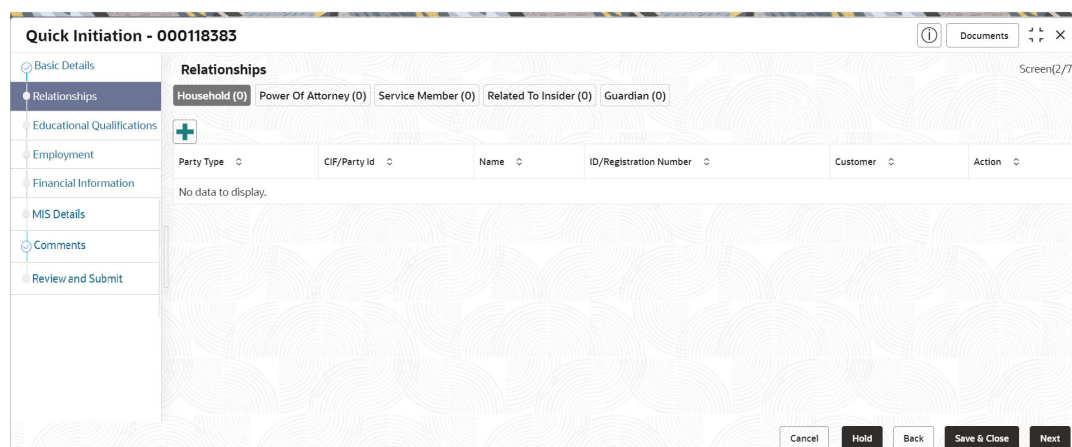 Quick Initiation - 000118383
Documents
Basic Details
Relationships
Educational Qualifications
Employment
Financial Information
MIS Details
Comments
Review and Submit
Relationships
Screen(2/7
Household (0) Power Of Attorney (0) Service Member (0) Related To Insider (0) Guardian (0)
Party Type CIF/Party Id Name ID/Registration Number Customer Action
No data to display.
Cancel Hold Back Save & Close Next